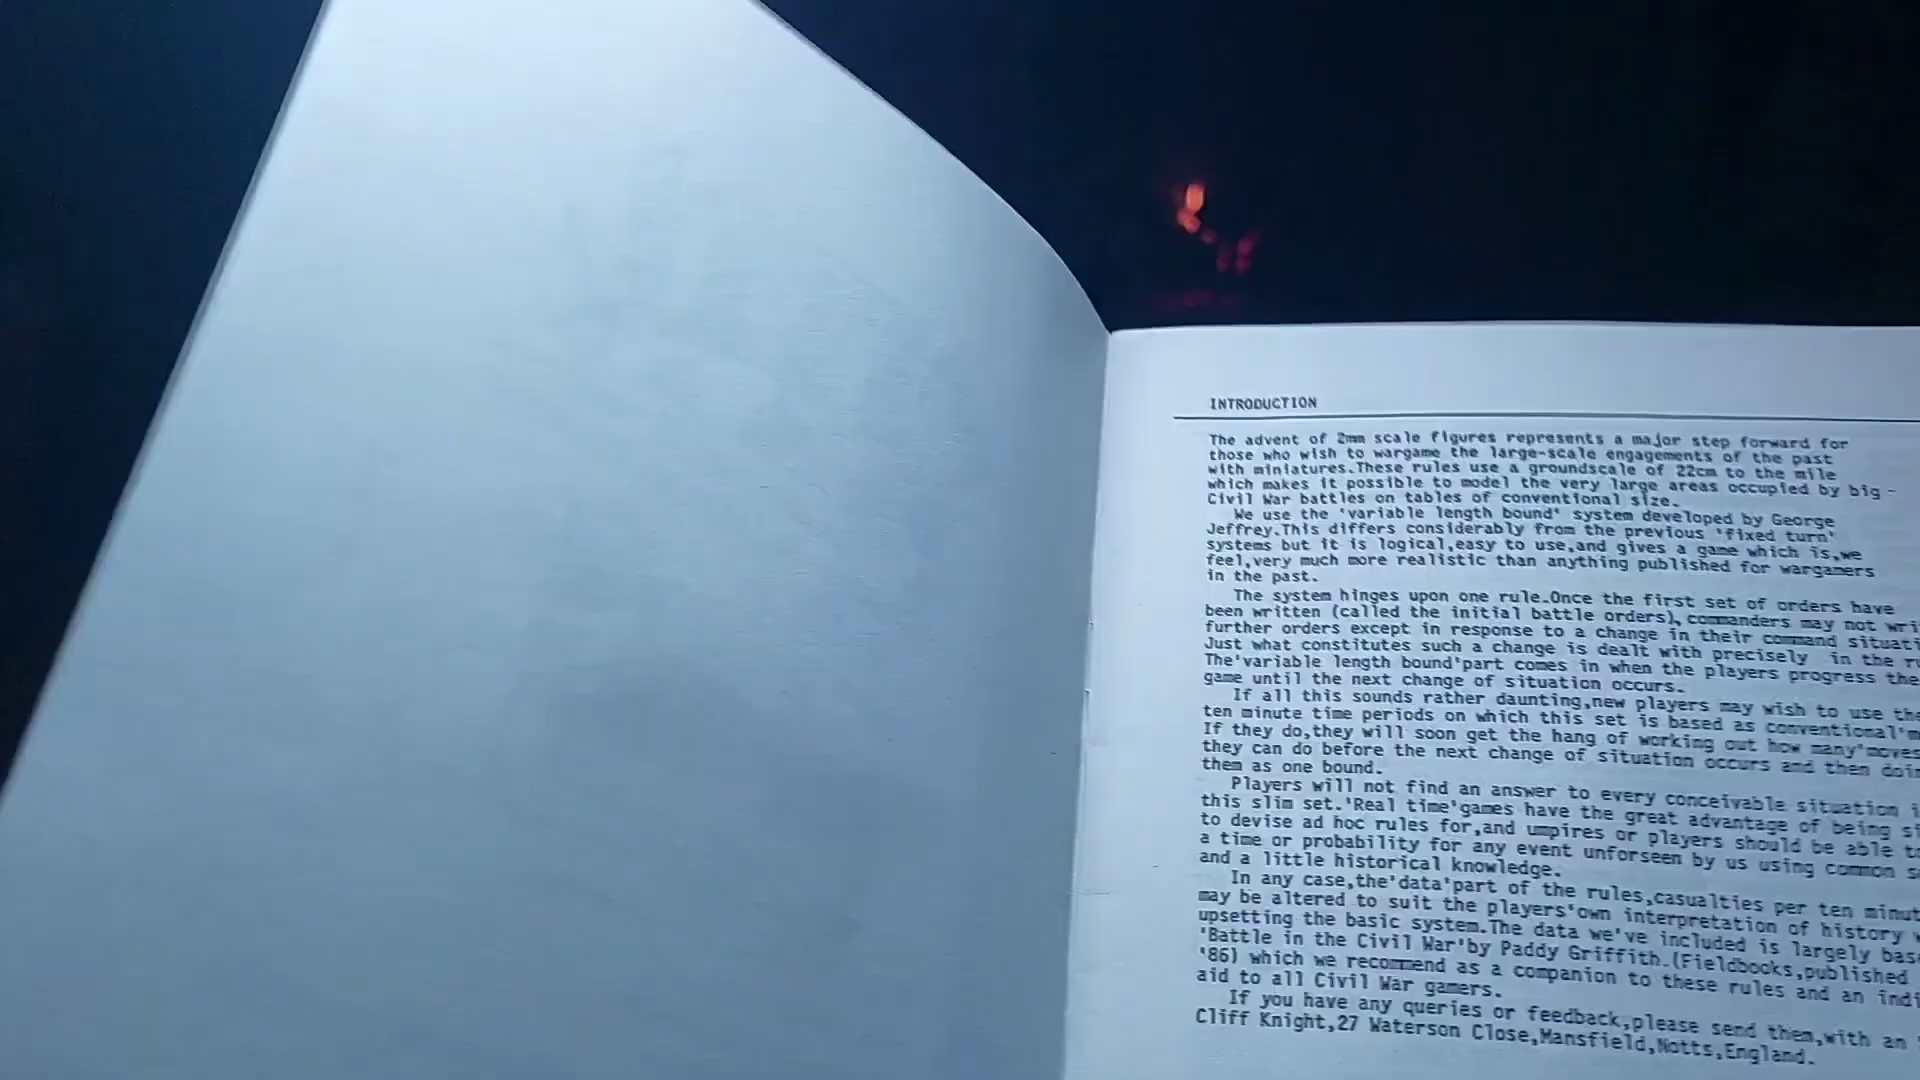 INTRODUCTION
The advent of 2mm scale figures represents a major step forward for
those who wish to wargame the large-scale engagements of the past
with miniatures.These rules use a groundscale of 22cm to the mile
which makes it possible to model the very large areas occupied by big-
Civil War battles on tables of conventional size.
We use the 'variable length bound' system developed by George
Jeffrey.This differs considerably from the previous 'fixed turn'
systems but it is logical,easy to use,and gives a game which is,we
feel,very much more realistic than anything published for wargamers
in the past.
The system hinges upon one rule.Once the first set of orders have
been written (called the initial battle orders), commanders may not wri
further orders except in response to a change in their command situati
Just what constitutes such a change is dealt with precisely in the r
The'variable length bound'part comes in when the players progress the
game until the next change of situation occurs.
If all this sounds rather daunting,new players may wish to use the
ten minute time periods on which this set is based as conventional'm
If they do,they will soon get the hang of working out how many'moves
they can do before the next change of situation occurs and then doin
them as one bound.
Players will not find an answer to every conceivable situation i
this slim set.'Real time'games have the great advantage of being si
to devise ad hoc rules for,and umpires or players should be able to
a time or probability for any event unforseen by us using common s
and a little historical knowledge.
In any case,the'data'part of the rules,casualties per ten minut
may be altered to suit the players'own interpretation of history w
upsetting the basic system.The data we've included is largely bas
'Battle in the Civil War'by Paddy Griffith.(Fieldbooks,published
'86) which we recommend as a companion to these rules and an indi
aid to all Civil War gamers.
If you have any queries or feedback,please send them,with an
Cliff Knight,27 Waterson Close,Mansfield,Notts,England.